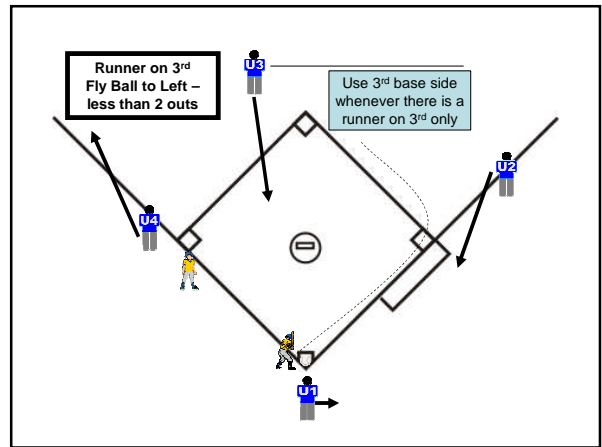 Runner on 3rd
Fly Ball to Left –
less than 2 outs
U3
Use 3rd base side
whenever there is a
runner on 3rd only
U2
U4
U1